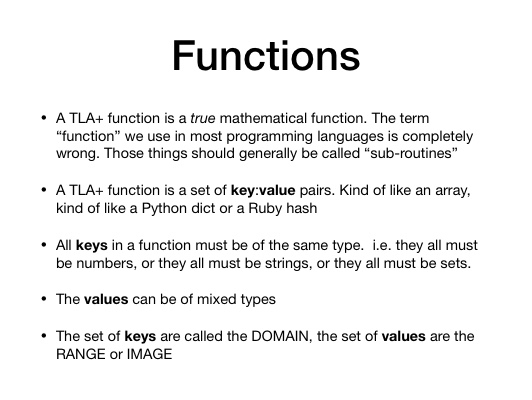 Functions
• A TLA+ function is a true mathematical function. The term
“function” we use in most programming languages is completely
wrong. Those things should generally be called “sub-routines”
• A TLA+ function is a set of key:value pairs. Kind of like an array,
kind of like a Python dict or a Ruby hash
• All keys in a function must be of the same type.  i.e. they all must
be numbers, or they all must be strings, or they all must be sets.
• The values can be of mixed types
• The set of keys are called the DOMAIN, the set of values are the
RANGE or IMAGE